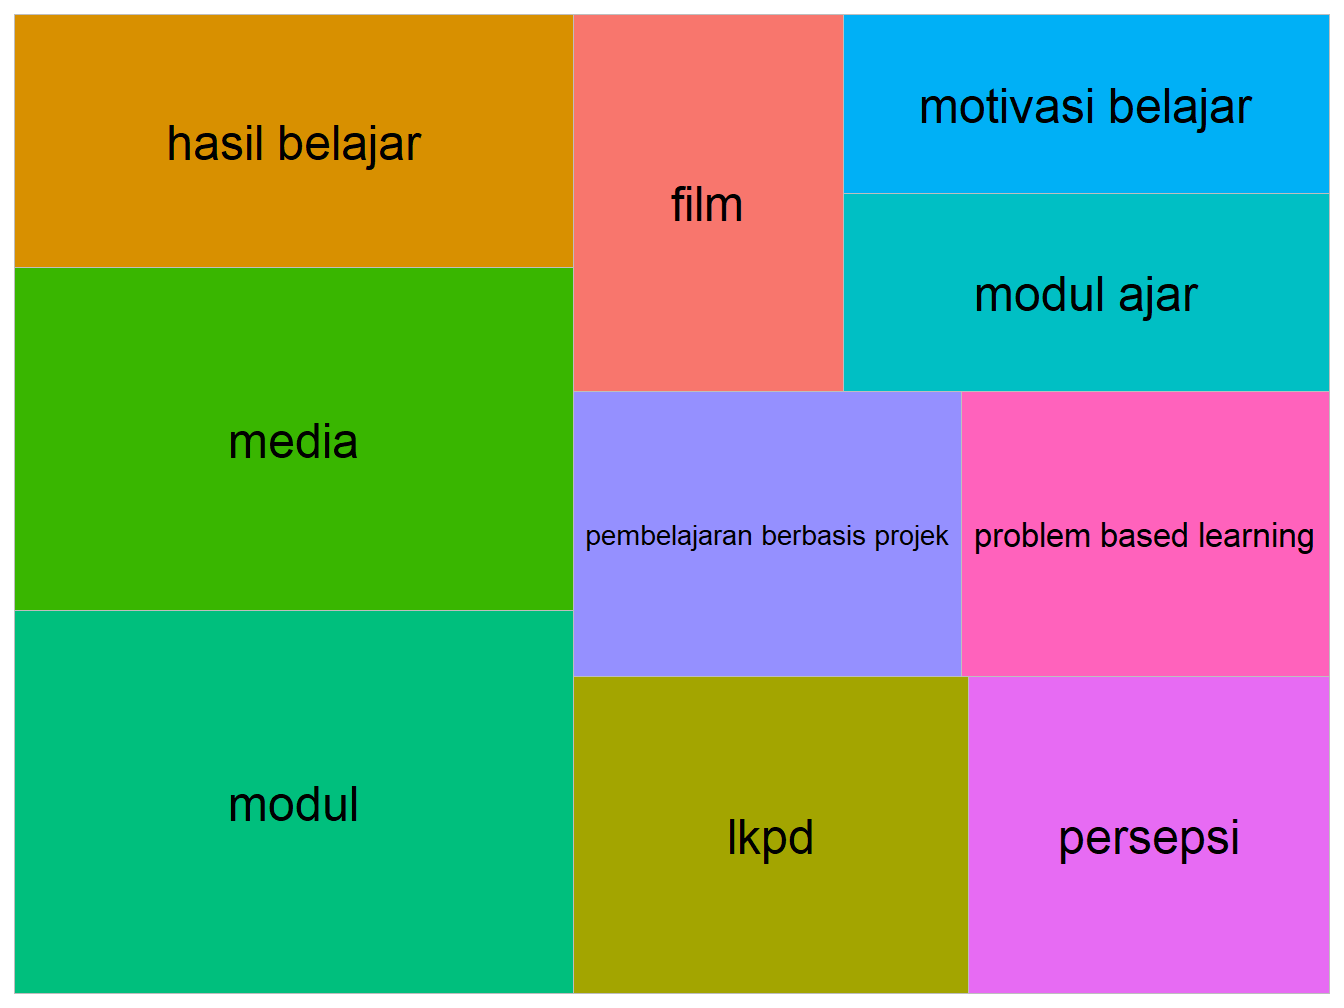 hasil belajar
media
modul
film
motivasi belajar
modul ajar
pembelajaran berbasis projek
problem based learning
lkpd
persepsi